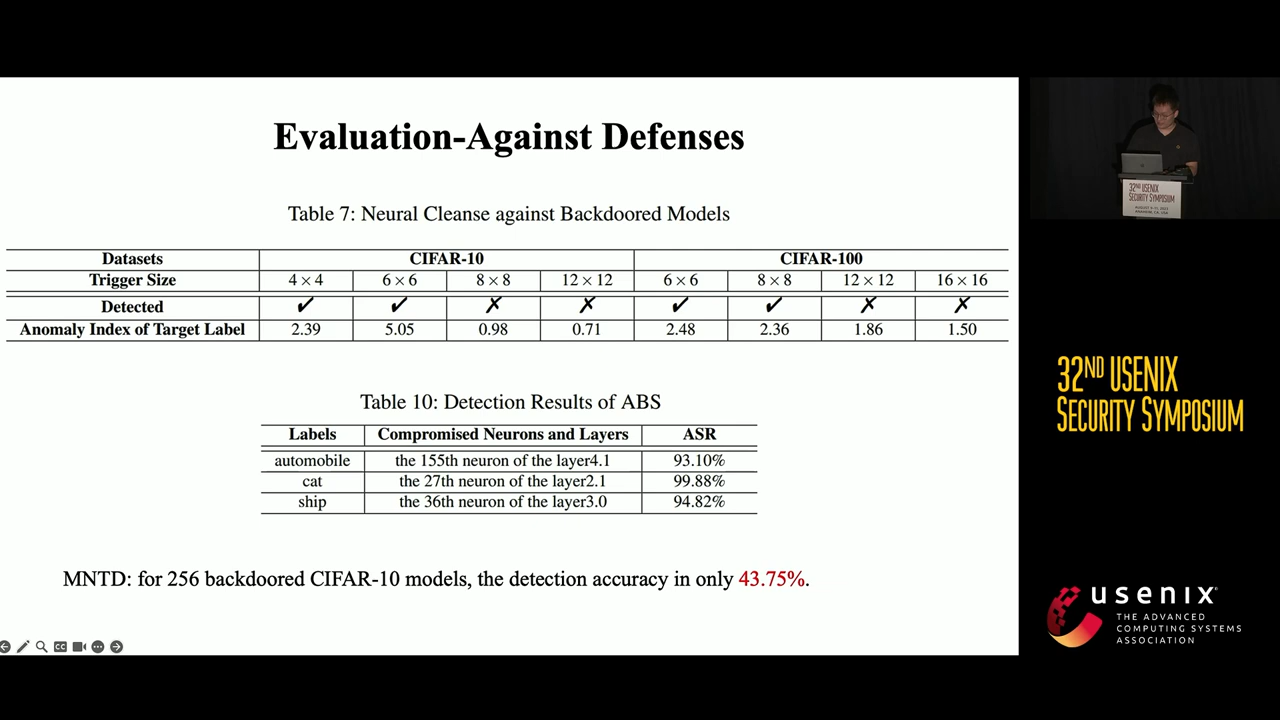 Evaluation-Against Defenses
Table 7: Neural Cleanse against Backdoored Models
Datasets CIFAR-10 CIFAR-100
Trigger Size 4 × 4 6 × 6 8 × 8 12 × 12 6 × 6 8 × 8 12 × 12 16 × 16
Detected ✓ ✓ ✗ ✗ ✓ ✓ ✗ ✗
Anomaly Index of Target Label 2.39 5.05 0.98 0.71 2.48 2.36 1.86 1.50
Table 10: Detection Results of ABS
Labels Compromised Neurons and Layers ASR
automobile the 155th neuron of the layer4.1 93.10%
cat the 27th neuron of the layer2.1 99.88%
ship the 36th neuron of the layer3.0 94.82%
MNTD: for 256 backdoored CIFAR-10 models, the detection accuracy in only 43.75%.
32ND USENIX
SECURITY SYMPOSIUM
32ND USENIX
SECURITY SYMPOSIUM
usenix
THE ADVANCED
COMPUTING SYSTEMS
ASSOCIATION